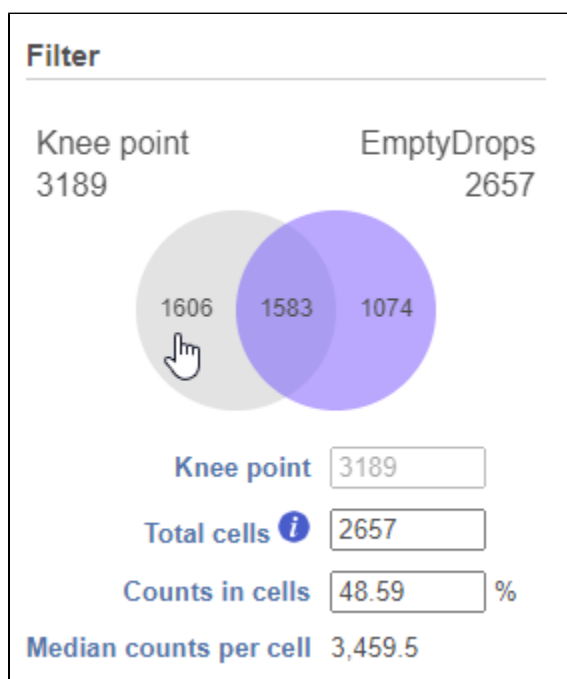 Filter
Knee point EmptyDrops
3189 2657
1606 1583 1074
Knee point 3189
Total cells i 2657
Counts in cells 48.59 %
Median counts per cell 3,459.5